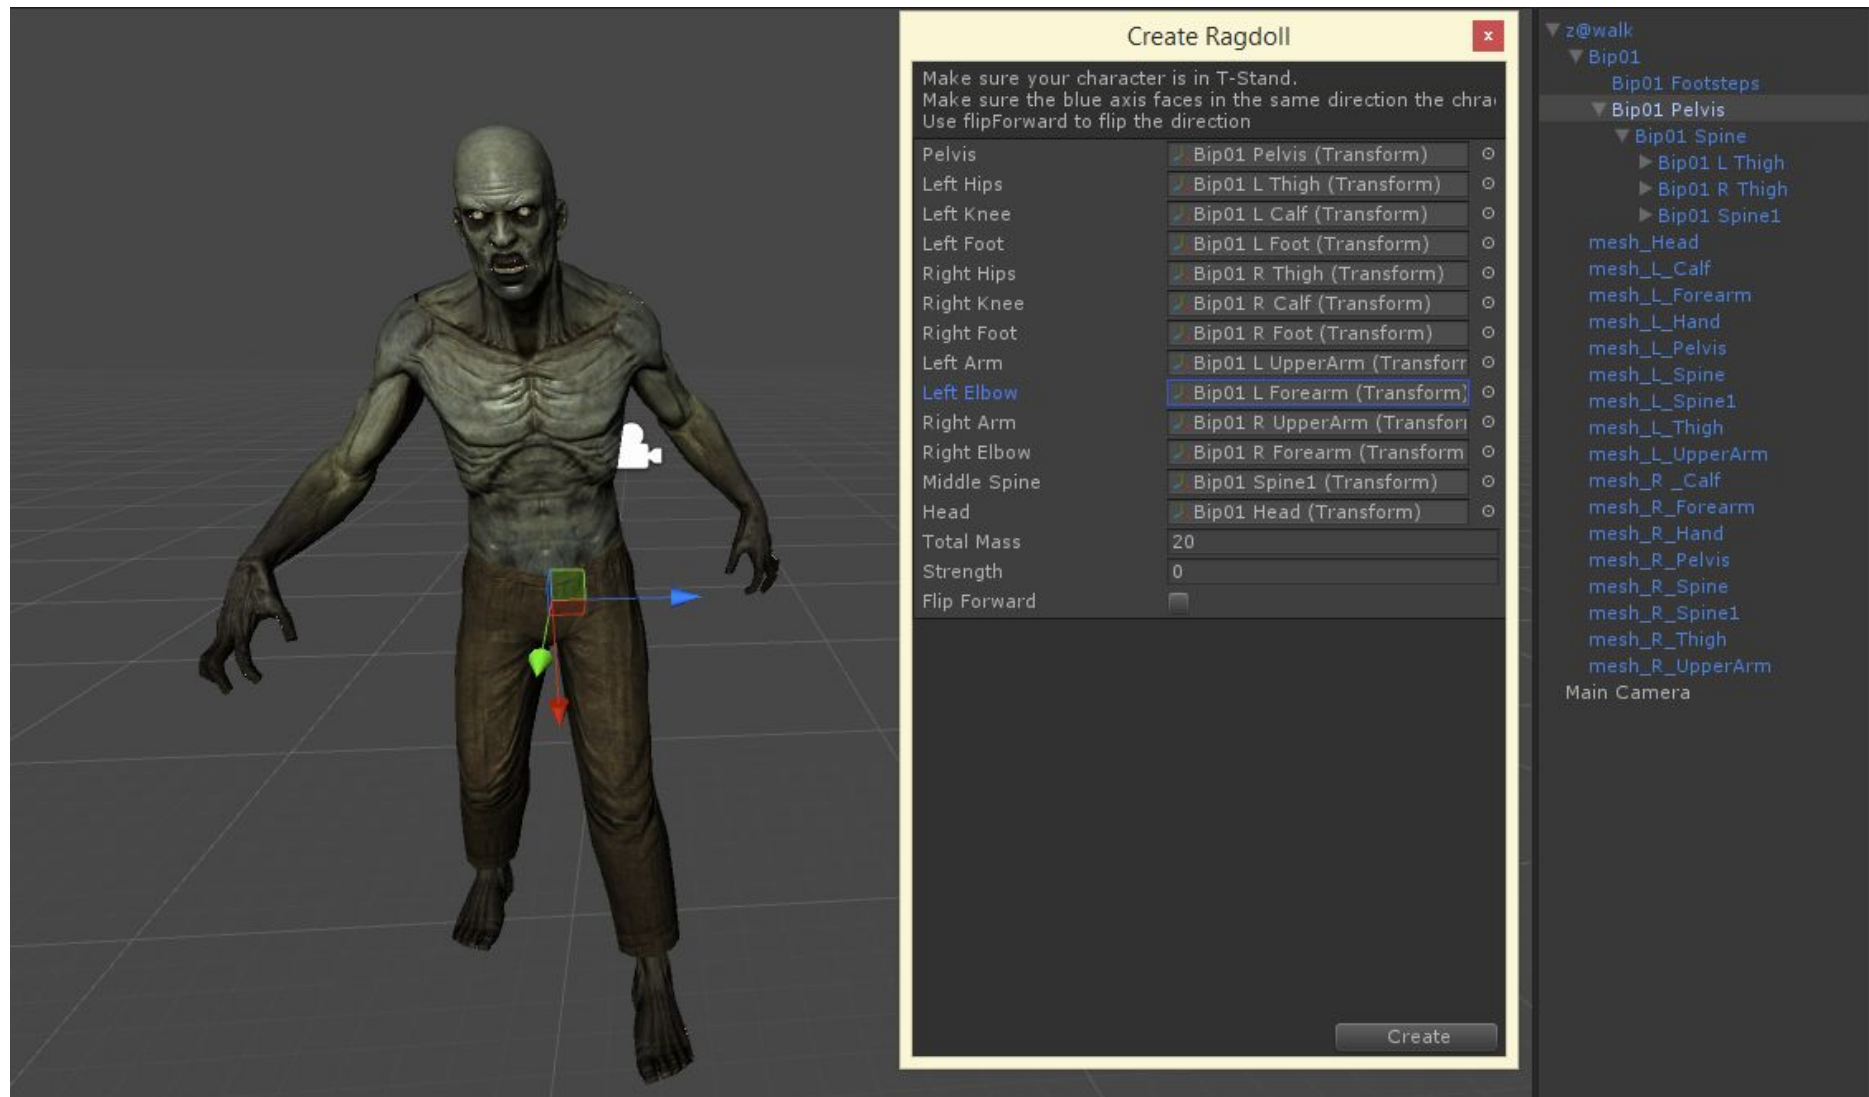 Create Ragdoll
x
Make sure your character is in T-Stand.
Make sure the blue axis faces in the same direction the chra
Use flipForward to flip the direction
Pelvis Bip01 Pelvis (Transform)
Left Hips Bip01 L Thigh (Transform)
Left Knee Bip01 L Calf (Transform)
Left Foot Bip01 L Foot (Transform)
Right Hips Bip01 R Thigh (Transform)
Right Knee Bip01 R Calf (Transform)
Right Foot Bip01 R Foot (Transform)
Left Arm Bip01 L UpperArm (Transforr
Left Elbow Bip01 L Forearm (Transform)
Right Arm Bip01 R UpperArm (Transfor
Right Elbow Bip01 R Forearm (Transform
Middle Spine Bip01 Spine1 (Transform)
Head Bip01 Head (Transform)
Total Mass 20
Strength 0
Flip Forward
Create
z@walk
Bip01
Bip01 Footsteps
Bip01 Pelvis
Bip01 Spine
Bip01 L Thigh
Bip01 R Thigh
Bip01 Spine1
mesh_Head
mesh_L_Calf
mesh_L_Forearm
mesh_L_Hand
mesh_L_Pelvis
mesh_L_Spine
mesh_L_Spine1
mesh_L_Thigh
mesh_L_UpperArm
mesh_R _Calf
mesh_R_Forearm
mesh_R_Hand
mesh_R_Pelvis
mesh_R_Spine
mesh_R_Spine1
mesh_R_Thigh
mesh_R_UpperArm
Main Camera